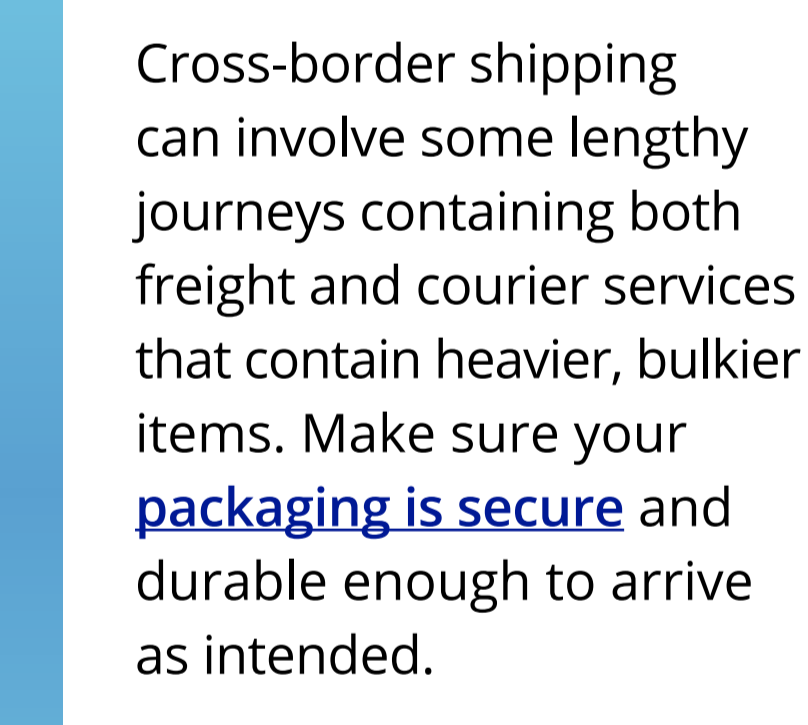 Cross-border shipping
can involve some lengthy
journeys containing both
freight and courier services
that contain heavier, bulkier
items. Make sure your
packaging is secure and
durable enough to arrive
as intended.